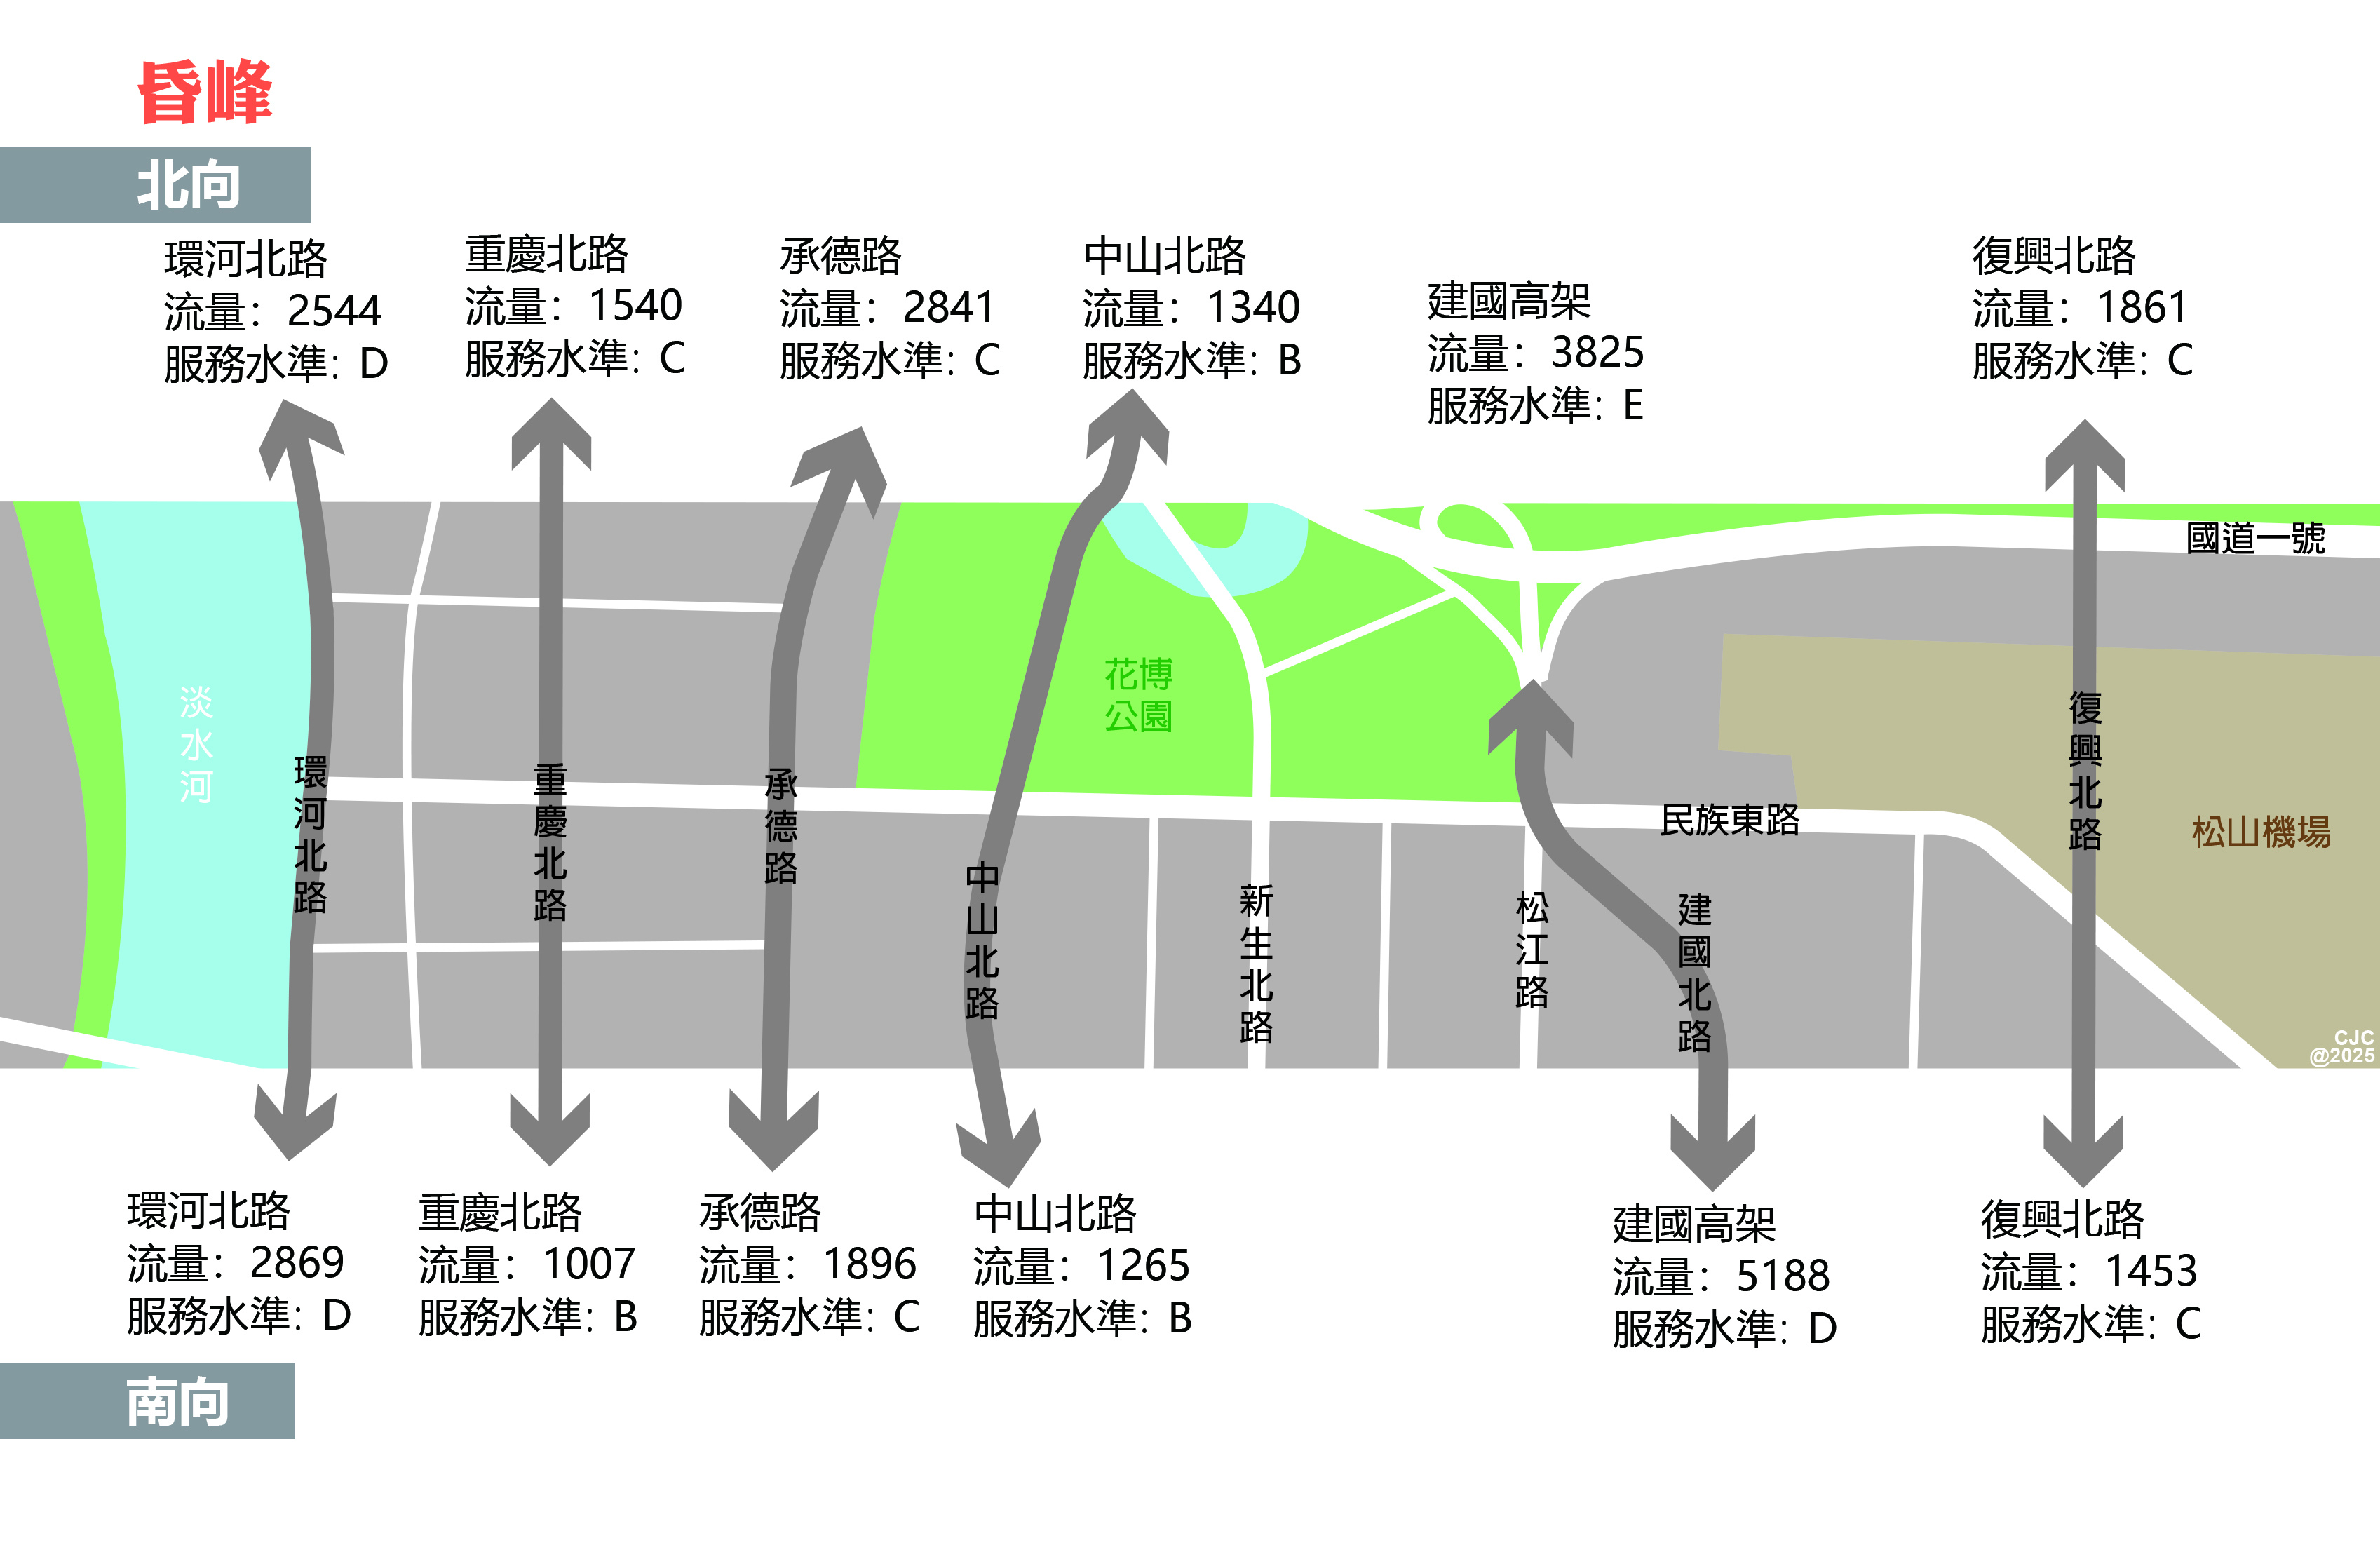 昏峰
北向
環河北路
流量：2544
服務水準：D
重慶北路
流量：1540
服務水準：C
承德路
流量：2841
服務水準：C
中山北路
流量：1340
服務水準：B
建國高架
流量：3825
服務水準：E
復興北路
流量：1861
服務水準：C
國道一號
淡水河
花博
公園
環河北路
重慶北路
承德路
中山北路
新生北路
松江路
建國北路
民族東路
復興北路
松山機場
CJC
@2025
環河北路
流量：2869
服務水準：D
重慶北路
流量：1007
服務水準：B
承德路
流量：1896
服務水準：C
中山北路
流量：1265
服務水準：B
建國高架
流量：5188
服務水準：D
復興北路
流量：1453
服務水準：C
南向